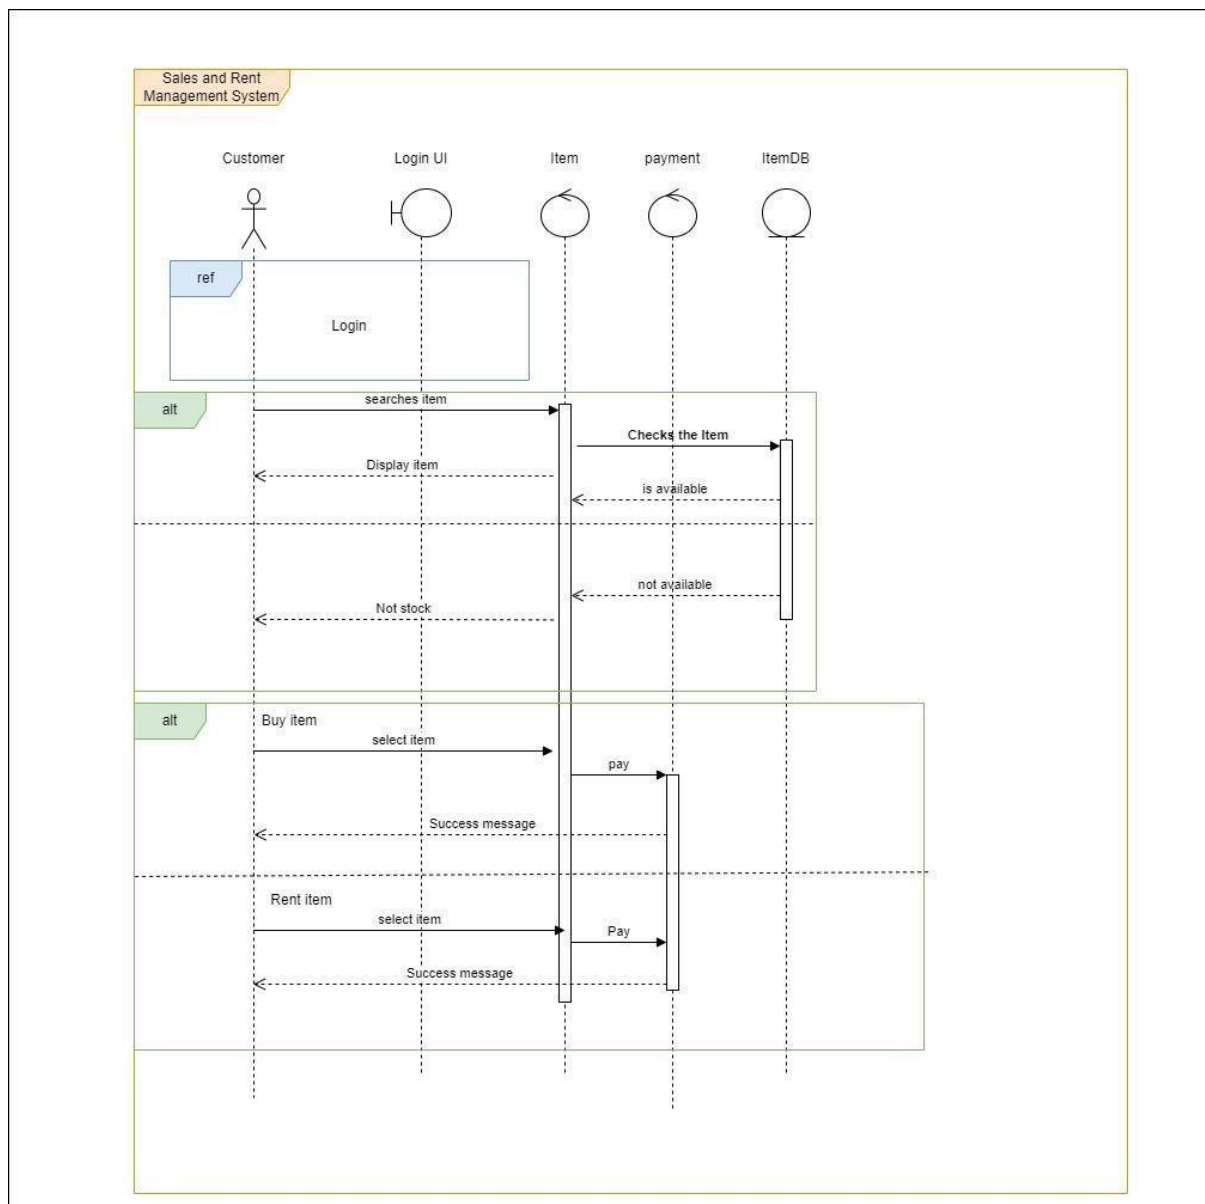 Sales and Rent
Management System
Customer
Login UI
Item
payment
ItemDB
ref
Login
alt
searches item
Checks the Item
Display item
is available
not available
Not stock
alt
Buy item
select item
pay
Success message
Rent item
select item
Pay
Success message